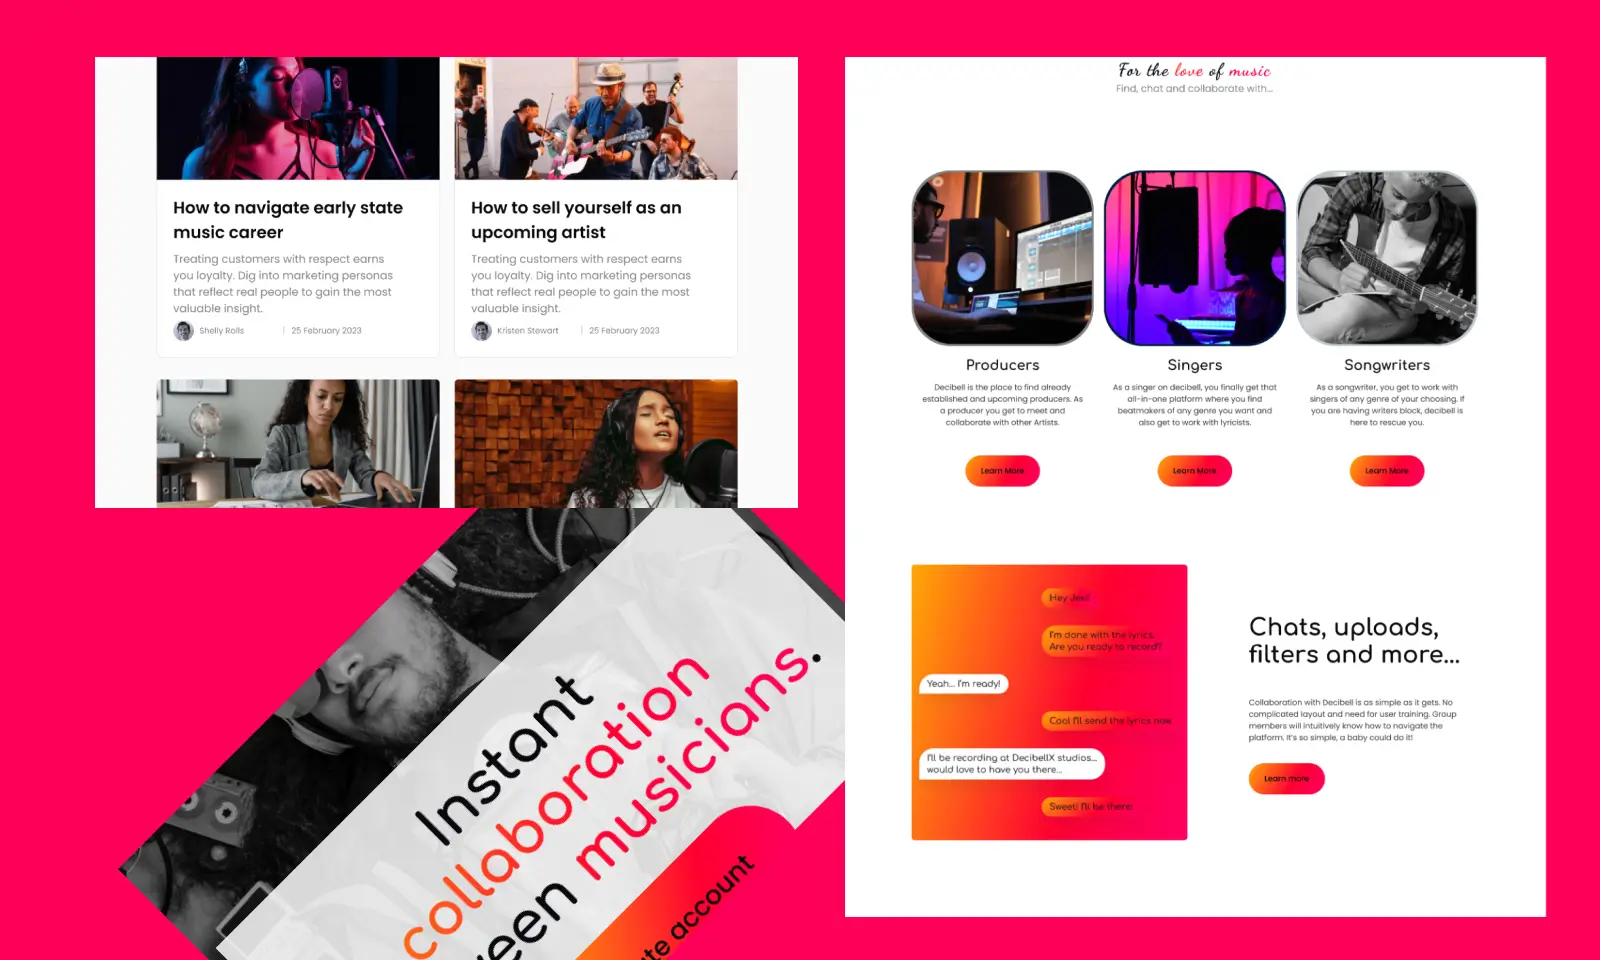 How to navigate early state
music career
Treating customers with respect earns
you loyalty. Dig into marketing personas
that reflect real people to gain the most
valuable insight.
Shelly Rolls | 25 February 2023
How to sell yourself as an
upcoming artist
Treating customers with respect earns
you loyalty. Dig into marketing personas
that reflect real people to gain the most
valuable insight.
Kristen Stewart | 25 February 2023
Instant
collaboration
een musicians.
te account
For the love of music
Find, chat and collaborate with...
Producers
Decibell is the place to find already
established and upcoming producers. As
a producer you get to meet and
collaborate with other Artists.
Learn More
Singers
As a singer on decibell, you finally get that
all-in-one platform where you find
beatmakers of any genre you want and
also get to work with lyricists.
Learn More
Songwriters
As a songwriter, you get to work with
singers of any genre of your choosing. If
you are having writers block, decibell is
here to rescue you.
Learn More
Hey Jexi!
I'm done with the lyrics.
Are you ready to record?
Yeah... I'm ready!
Cool I'll send the lyrics now
I'll be recording at DecibellX studios...
would love to have you there...
Sweet! I'll be there!
Chats, uploads,
filters and more...
Collaboration with Decibell is as simple as it gets. No
complicated layout and need for user training. Group
members will intuitively know how to navigate the
platform. It's so simple, a baby could do it!
Learn more